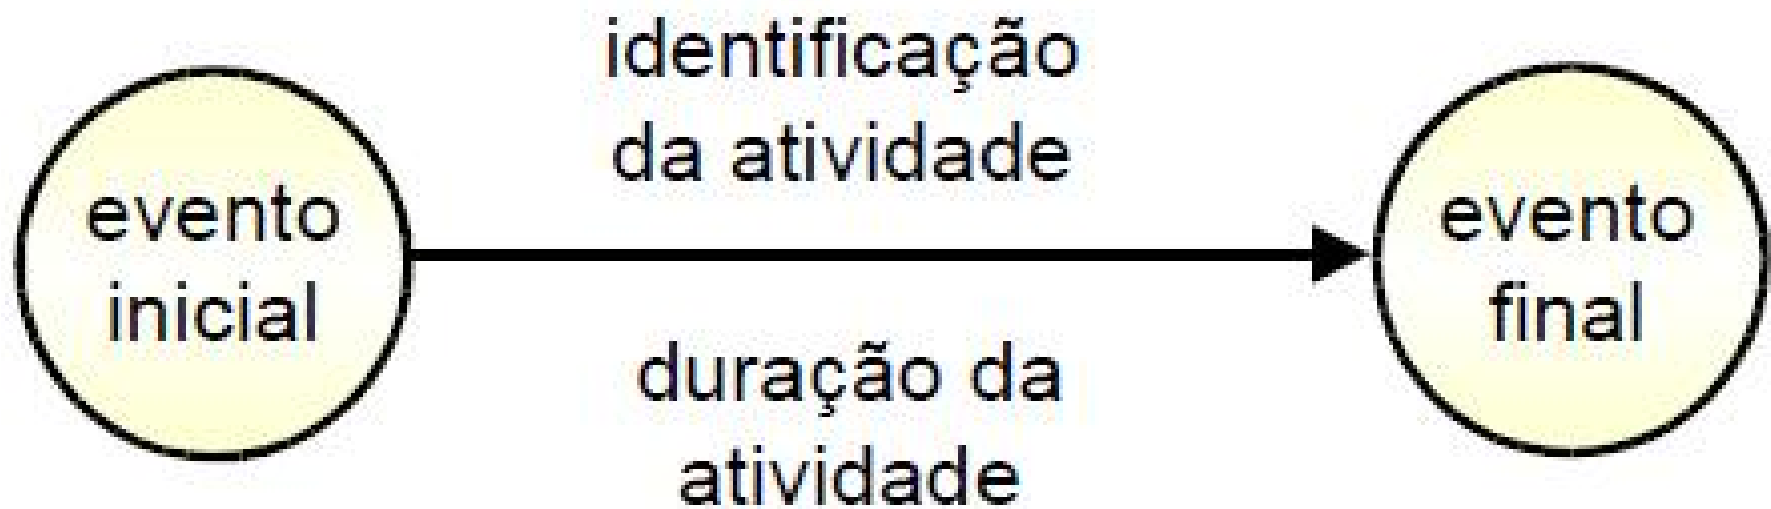 evento
inicial
identificação
da atividade
duração da
atividade
evento
final